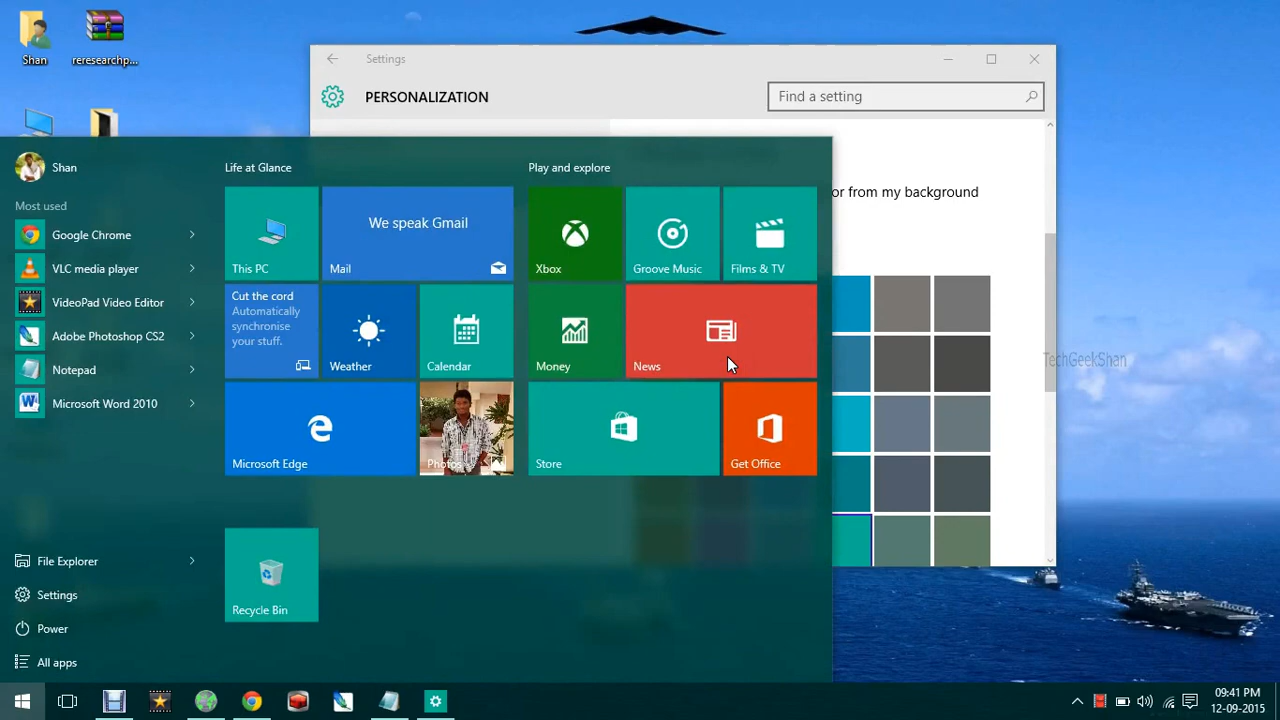 Shan
reresearchp...
Settings
PERSONALIZATION
Find a setting
or from my background
TechGeekShan
Shan
Most used
Google Chrome
VLC media player
VideoPad Video Editor
Adobe Photoshop CS2
Notepad
Microsoft Word 2010
File Explorer
Settings
Power
All apps
Life at Glance
This PC
We speak Gmail
Mail
Cut the cord
Automatically
synchronise
your stuff.
Weather
Calendar
Microsoft Edge
Photos
Recycle Bin
Play and explore
Xbox
Groove Music
Films & TV
Money
News
Store
Get Office
09:41 PM
12-09-2015